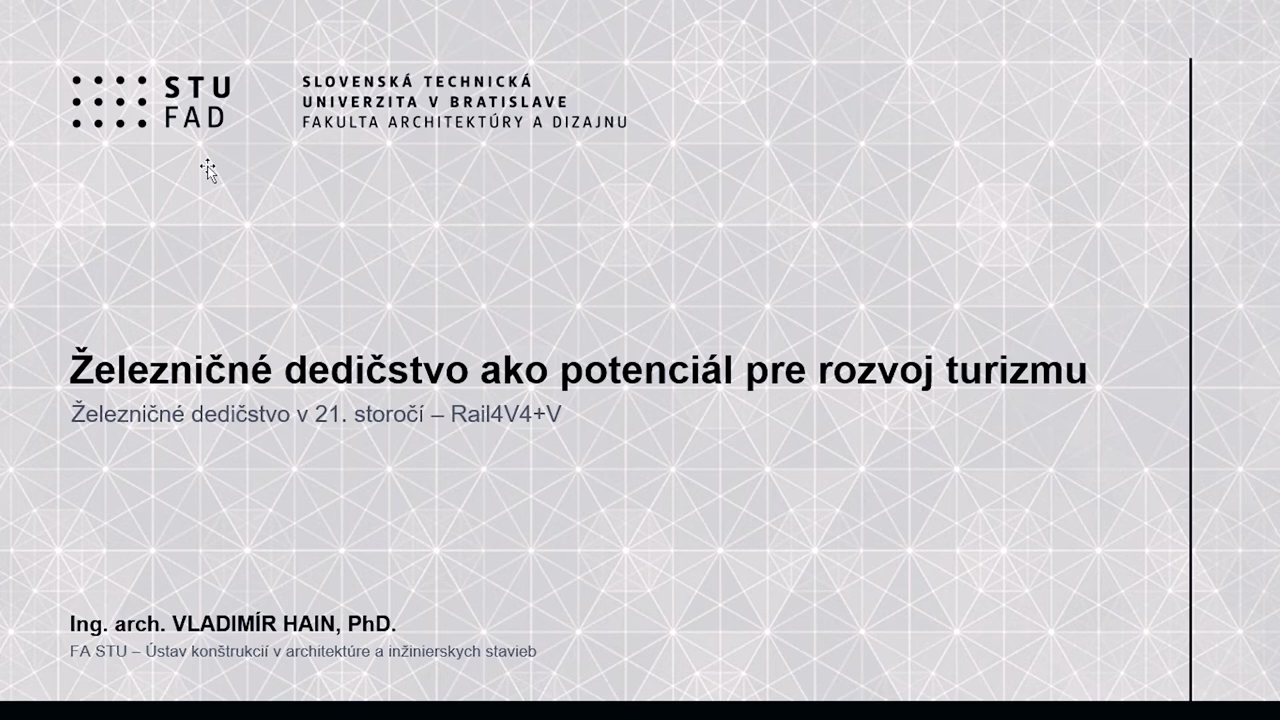 STU
FAD
SLOVENSKÁ TECHNICKÁ
UNIVERZITA V BRATISLAVE
FAKULTA ARCHITEKTÚRY A DIZAJNU
Železničné dedičstvo ako potenciál pre rozvoj turizmu
Železničné dedičstvo v 21. storočí – Rail4V4+V
Ing. arch. VLADIMÍR HAIN, PhD.
FA STU – Ústav konštrukcií v architektúre a inžinierskych stavieb